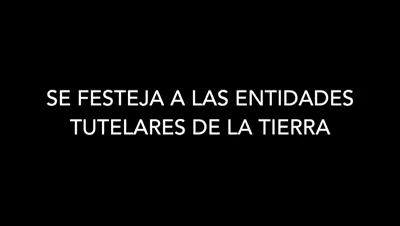 SE FESTEJA A LAS ENTIDADES
TUTELARES DE LA TIERRA